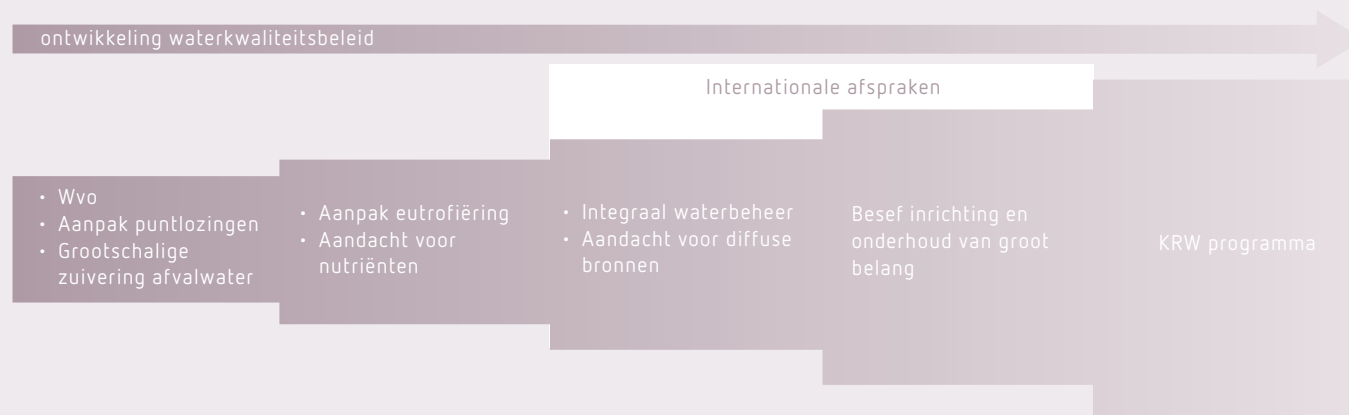 ontwikkeling waterkwaliteitsbeleid
Internationale afspraken
• Wvo
• Aanpak puntlozingen
• Grootschalige
zuivering afvalwater
• Aanpak eutrofiëring
• Aandacht voor
nutriënten
• Integraal waterbeheer
• Aandacht voor diffuse
bronnen
Besef inrichting en
onderhoud van groot
belang
KRW programma